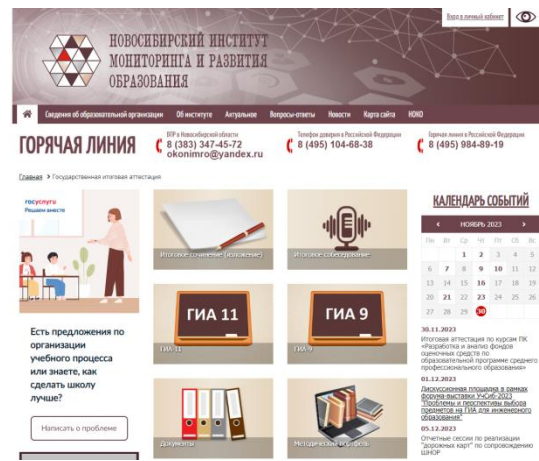 Вход в личный кабинет
НОВОСИБИРСКИЙ ИНСТИТУТ
МОНИТОРИНГА И РАЗВИТИЯ
ОБРАЗОВАНИЯ
Сведения об образовательной организации Об институте Актуальное Вопросы-ответы Новости Карта сайта НОКО
ГОРЯЧАЯ ЛИНИЯ
ВПР в Новосибирской области
8 (383) 347-45-72
okonimro@yandex.ru
Телефон доверия в Российской Федерации
8 (495) 104-68-38
Горячая линия в Российской Федерации
8 (495) 984-89-19
Главная > Государственная итоговая аттестация
госуслуги
Решаем вместе
Есть предложения по
организации
учебного процесса
или знаете, как
сделать школу
лучше?
Написать о проблеме
Итоговое сочинение (изложение)
Итоговое собеседование
ГИА 11
ГИА-11
ГИА 9
ГИА-9
Документы
Методический портфель
КАЛЕНДАРЬ СОБЫТИЙ
< НОЯБРЬ 2023 >
Пн Вт Ср Чт Пт Сб Вс
1 2 3 4 5
6 7 8 9 10 11 12
13 14 15 16 17 18 19
20 21 22 23 24 25 26
27 28 29 30
30.11.2023
Итоговая аттестация по курсам ПК
«Разработка и анализ фондов
оценочных средств по
образовательной программе среднего
профессионального образования»
01.12.2023
Дискуссионная площадка в рамках
форума-выставки УчСиб-2023
"Проблемы и перспективы выбора
предметов на ГИА для инженерного
образования"
05.12.2023
Отчетные сессии по реализации
"дорожных карт" по сопровождению
ШНОР